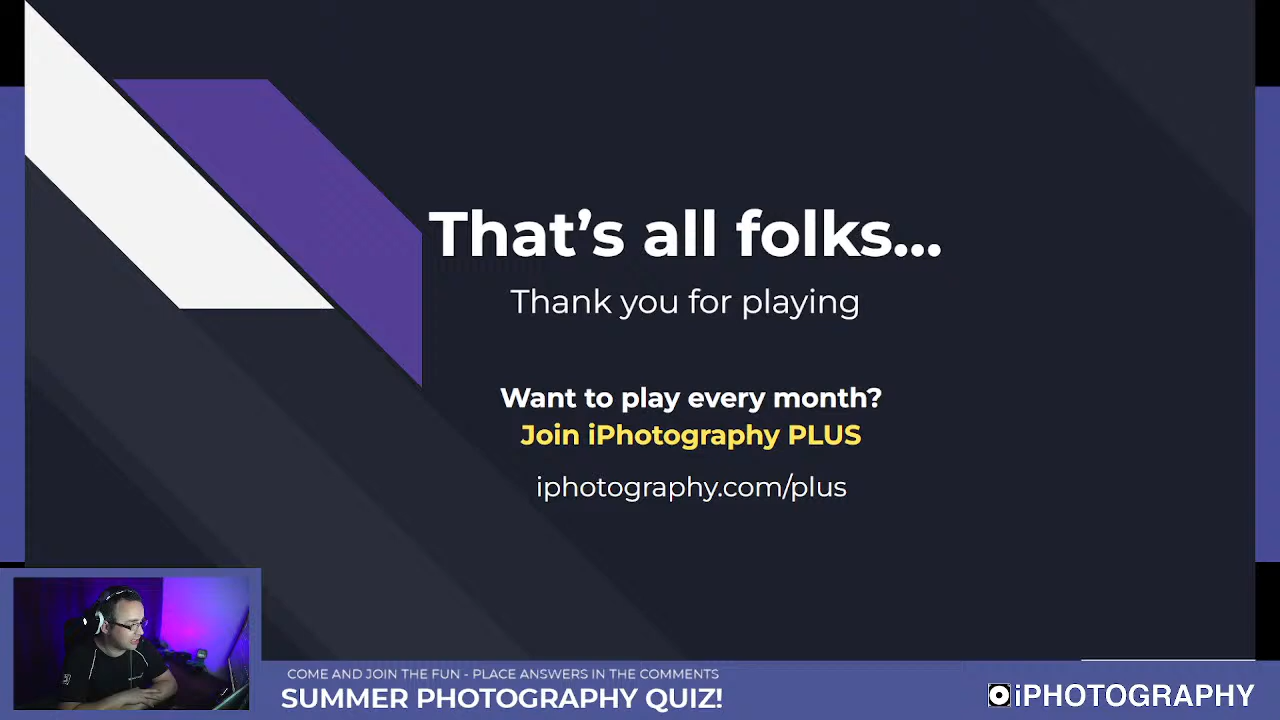 That's all folks...
Thank you for playing
Want to play every month?
Join iPhotography PLUS
iphotography.com/plus
COME AND JOIN THE FUN - PLACE ANSWERS IN THE COMMENTS
SUMMER PHOTOGRAPHY QUIZ!
iPHOTOGRAPHY